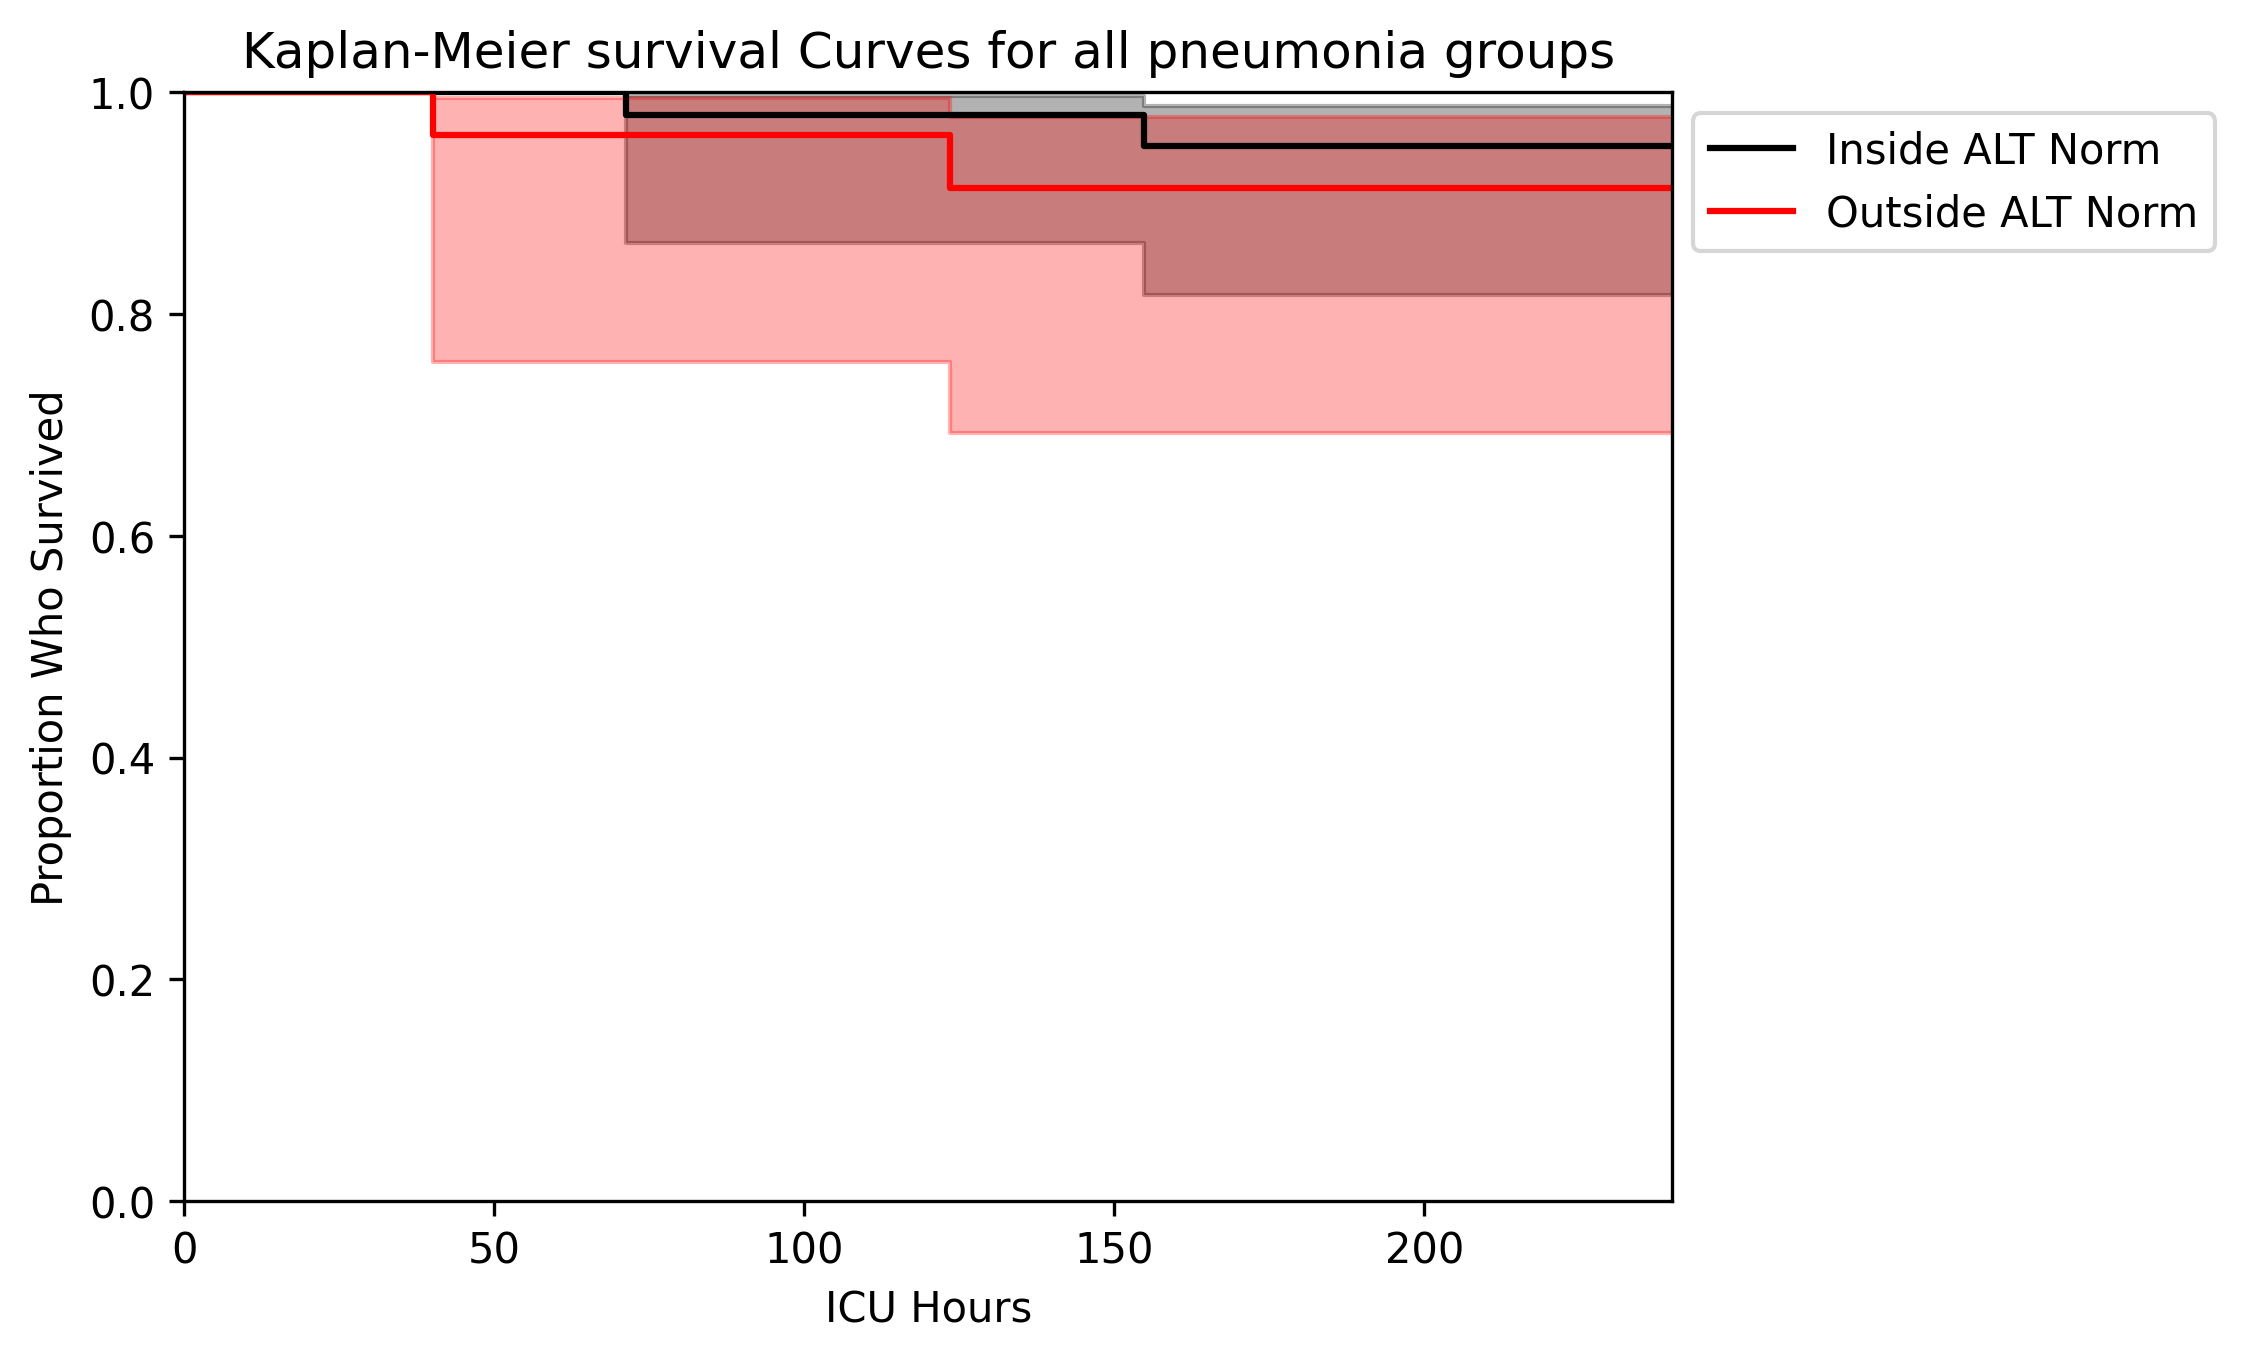 Kaplan-Meier survival Curves for all pneumonia groups
1.0
0.8
0.6
0.4
0.2
0.0
Proportion Who Survived
0 50 100 150 200
ICU Hours
Inside ALT Norm
Outside ALT Norm